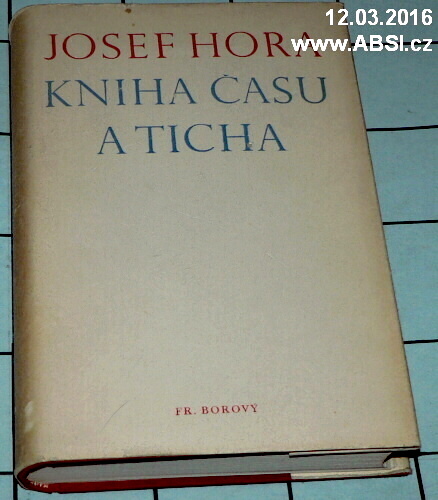 12.03.2016
www.ABSI.cz
JOSEF HORA
KNIHA ČASU
A TICHA
FR. BOROVÝ